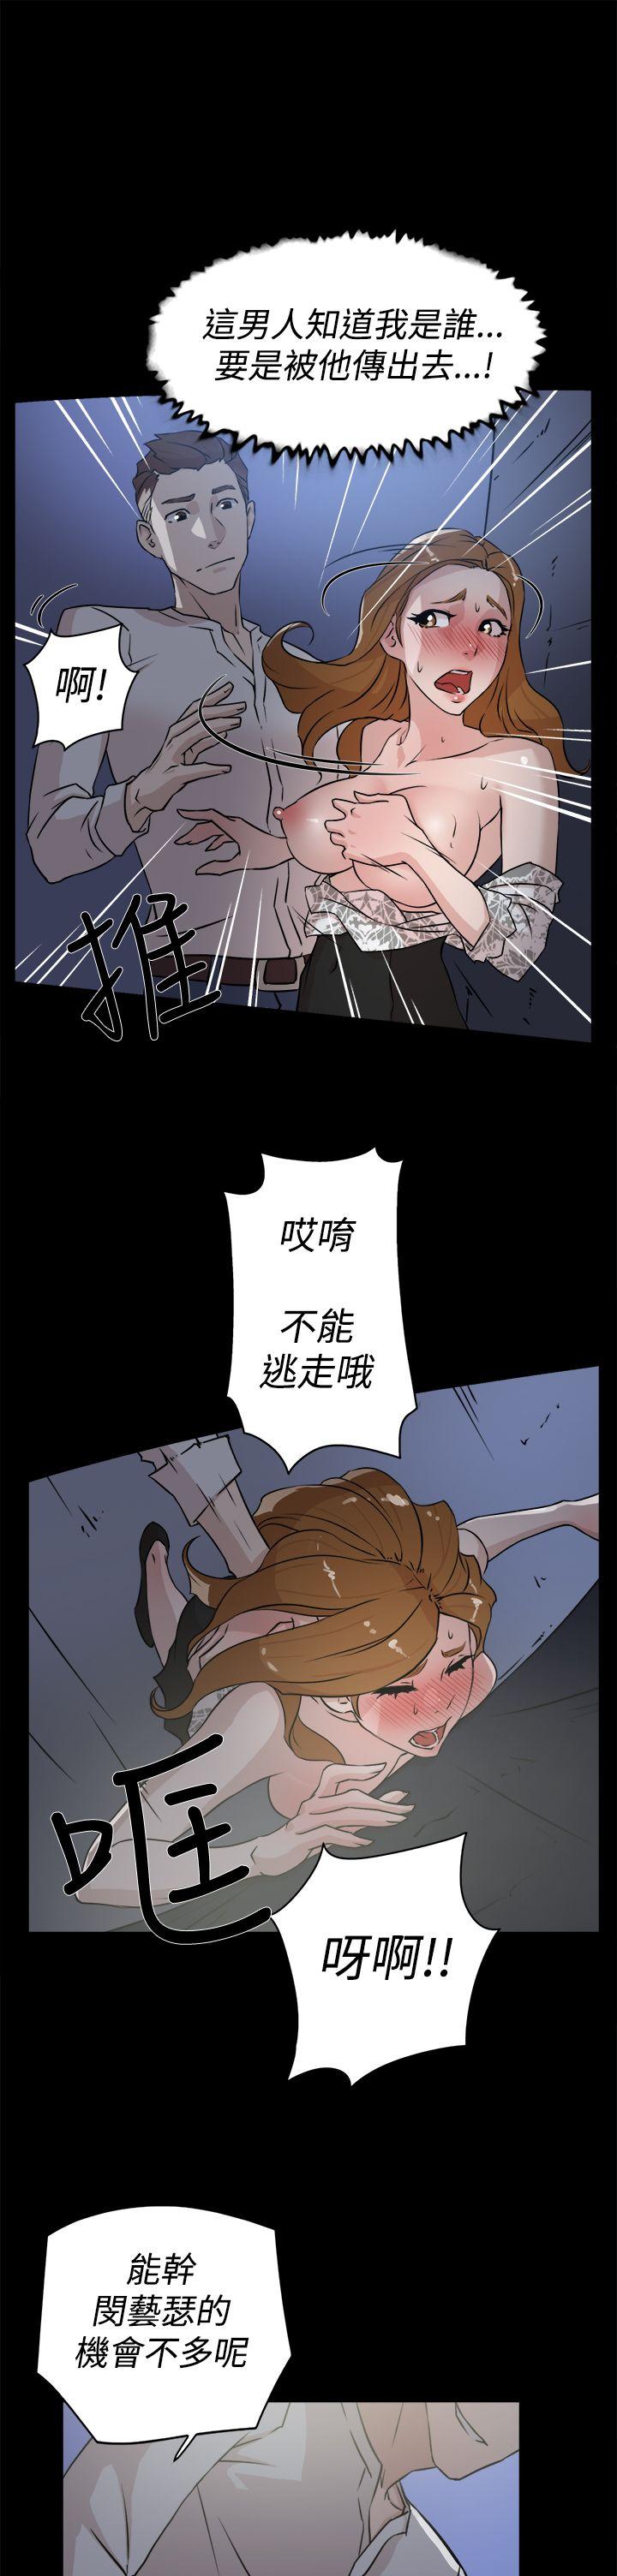 這男人知道我是誰...
要是被他傳出去...!
啊!
推
哎唷
不能
逃走哦
哐
呀啊!!
能幹
閔藝瑟的
機會不多呢